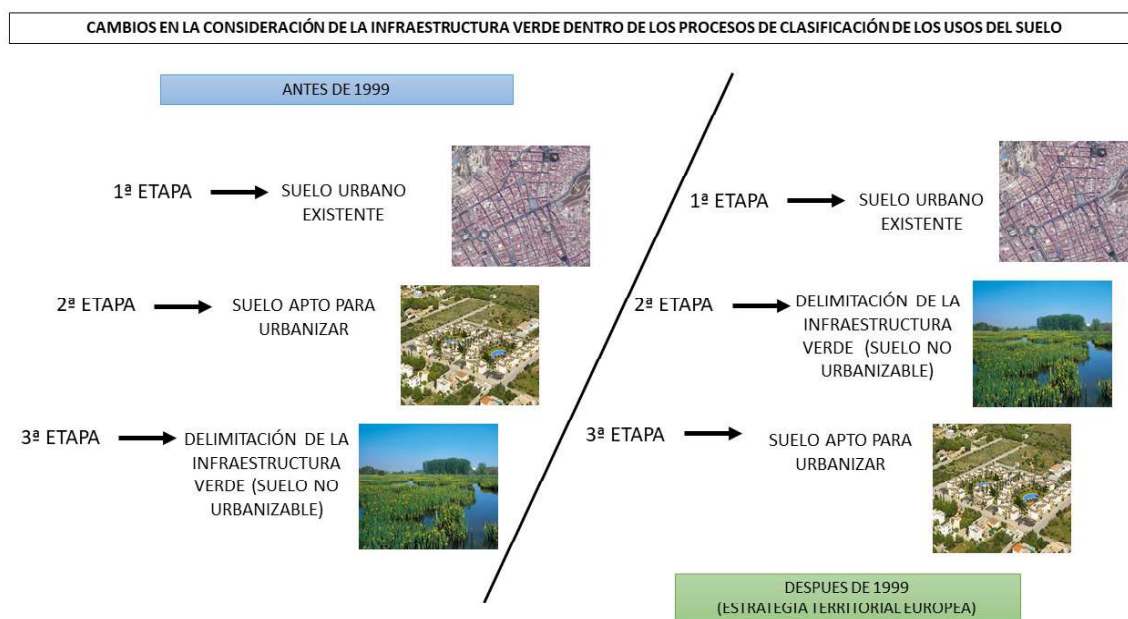 CAMBIOS EN LA CONSIDERACIÓN DE LA INFRAESTRUCTURA VERDE DENTRO DE LOS PROCESOS DE CLASIFICACIÓN DE LOS USOS DEL SUELO
ANTES DE 1999
1ª ETAPA
SUELO URBANO
EXISTENTE
2ª ETAPA
SUELO APTO PARA
URBANIZAR
3ª ETAPA
DELIMITACIÓN DE LA
INFRAESTRUCTURA
VERDE (SUELO NO
URBANIZABLE)
1ª ETAPA
SUELO URBANO
EXISTENTE
2ª ETAPA
DELIMITACIÓN DE LA
INFRAESTRUCTURA
VERDE (SUELO NO
URBANIZABLE)
3ª ETAPA
SUELO APTO PARA
URBANIZAR
DESPUES DE 1999
(ESTRATEGIA TERRITORIAL EUROPEA)